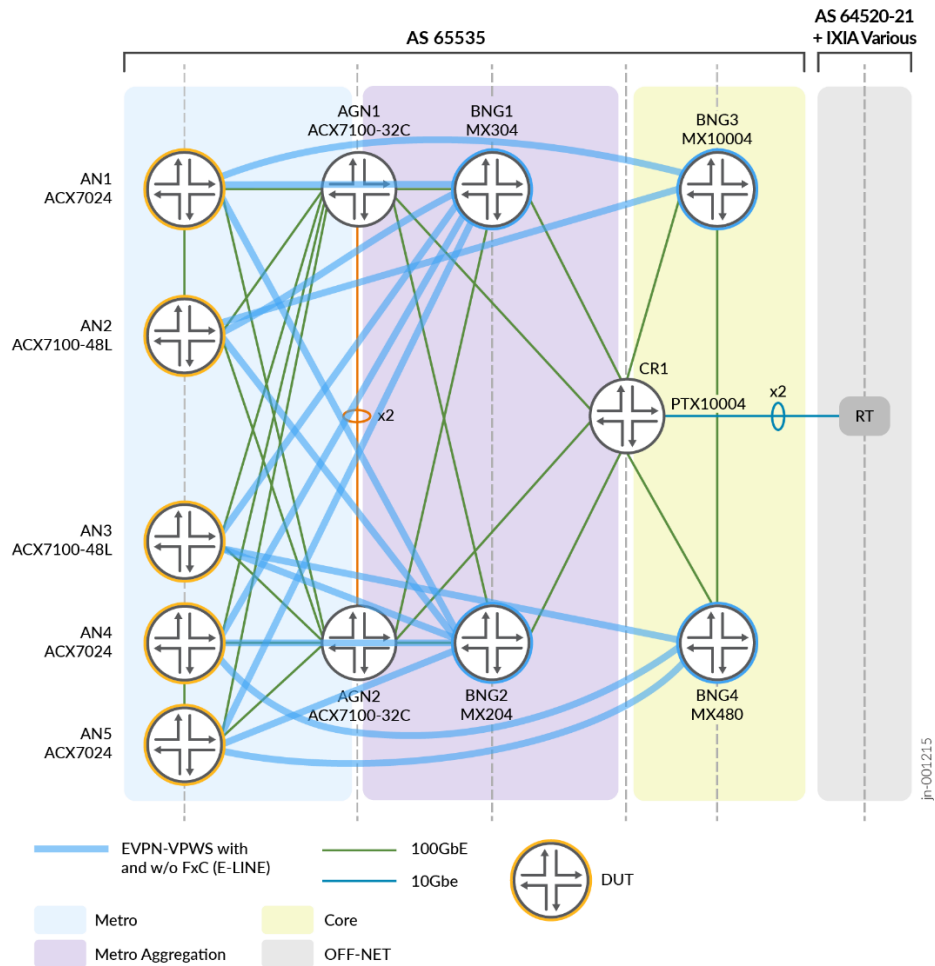 AS 65535
AS 64520-21
+ IXIA Various
AGN1
ACX7100-32C
BNG1
MX304
BNG3
MX10004
AN1
ACX7024
AN2
ACX7100-48L
CR1
PTX10004
x2
x2
RT
AN3
ACX7100-48L
AN4
ACX7024
AN5
ACX7024
AGN2
ACX7100-32C
BNG2
MX204
BNG4
MX480
jn-001215
EVPN-VPWS with
and w/o FxC (E-LINE)
100GbE
10Gbe
DUT
Metro
Core
Metro Aggregation
OFF-NET